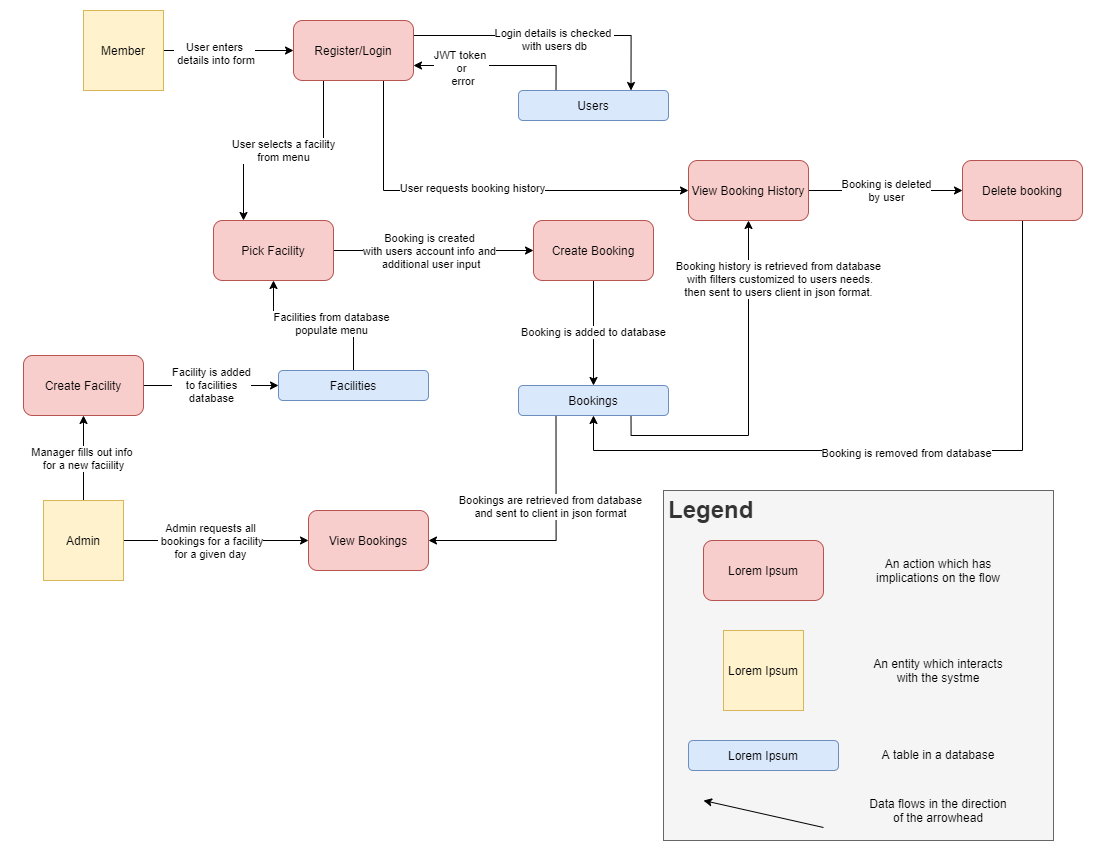 Member
User enters
details into form
Register/Login
Login details is checked
with users db
JWT token
or
error
Users
User selects a facility
from menu
User requests booking history
View Booking History
Booking is deleted
by user
Delete booking
Pick Facility
Booking is created
with users account info and
additional user input
Create Booking
Booking history is retrieved from database
with filters customized to users needs.
then sent to users client in json format.
Facilities from database
populate menu
Booking is added to database
Create Facility
Facility is added
to facilities
database
Facilities
Bookings
Manager fills out info
for a new faciility
Booking is removed from database
Bookings are retrieved from database
and sent to client in json format
Admin
Admin requests all
bookings for a facility
for a given day
View Bookings
Legend
Lorem Ipsum
An action which has
implications on the flow
Lorem Ipsum
An entity which interacts
with the systme
Lorem Ipsum
A table in a database
Data flows in the direction
of the arrowhead